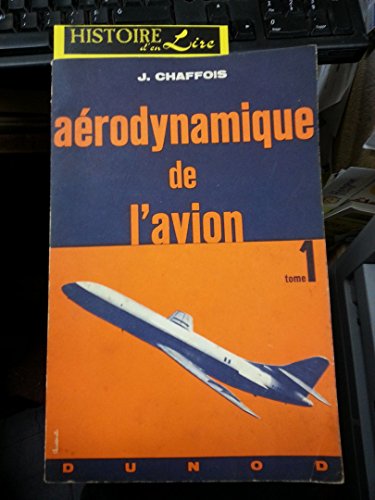 HISTOIRE
d'en Lire
J. CHAFFOIS
aérodynamique
de
l'avion
tome 1
DUNOD